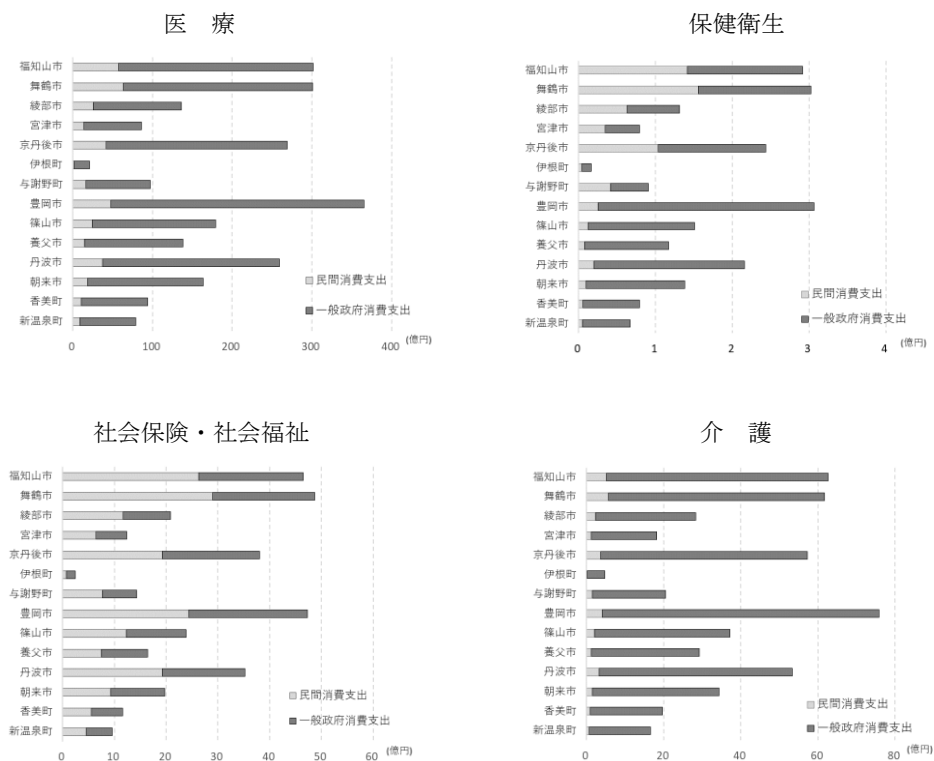 医　療
福知山市
舞鶴市
綾部市
宮津市
京丹後市
伊根町
与謝野町
豊岡市
篠山市
養父市
丹波市
朝来市
香美町
新温泉町
民間消費支出
一般政府消費支出
0 100 200 300 400 (億円)
保健衛生
福知山市
舞鶴市
綾部市
宮津市
京丹後市
伊根町
与謝野町
豊岡市
篠山市
養父市
丹波市
朝来市
香美町
新温泉町
民間消費支出
一般政府消費支出
0 1 2 3 4 (億円)
社会保険・社会福祉
福知山市
舞鶴市
綾部市
宮津市
京丹後市
伊根町
与謝野町
豊岡市
篠山市
養父市
丹波市
朝来市
香美町
新温泉町
民間消費支出
一般政府消費支出
0 10 20 30 40 50 60 (億円)
介　護
福知山市
舞鶴市
綾部市
宮津市
京丹後市
伊根町
与謝野町
豊岡市
篠山市
養父市
丹波市
朝来市
香美町
新温泉町
民間消費支出
一般政府消費支出
0 20 40 60 80 (億円)